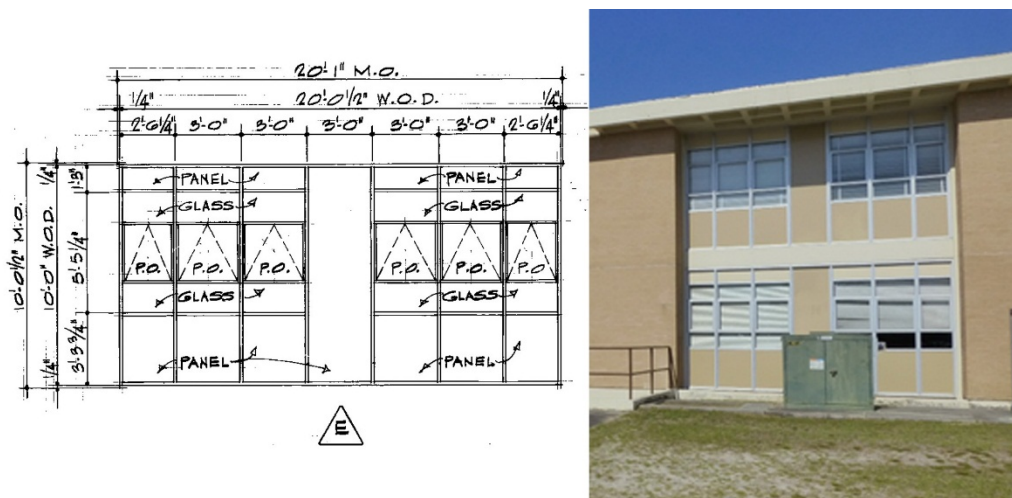 20'-1" M.O.
1/4" 20'-0 1/2" W.O.D. 1/4"
2'-6 1/4" 3'-0" 3'-0" 3'-0" 3'-0" 3'-0" 2'-6 1/4"
10'-0 1/2" M.O.
10'-0" W.O.D.
1/4"
1'-3"
5'-5 1/4"
3'-3 3/4"
1/4"
PANEL PANEL
GLASS GLASS
P.O. P.O. P.O. P.O. P.O. P.O
GLASS GLASS
PANEL PANEL
E